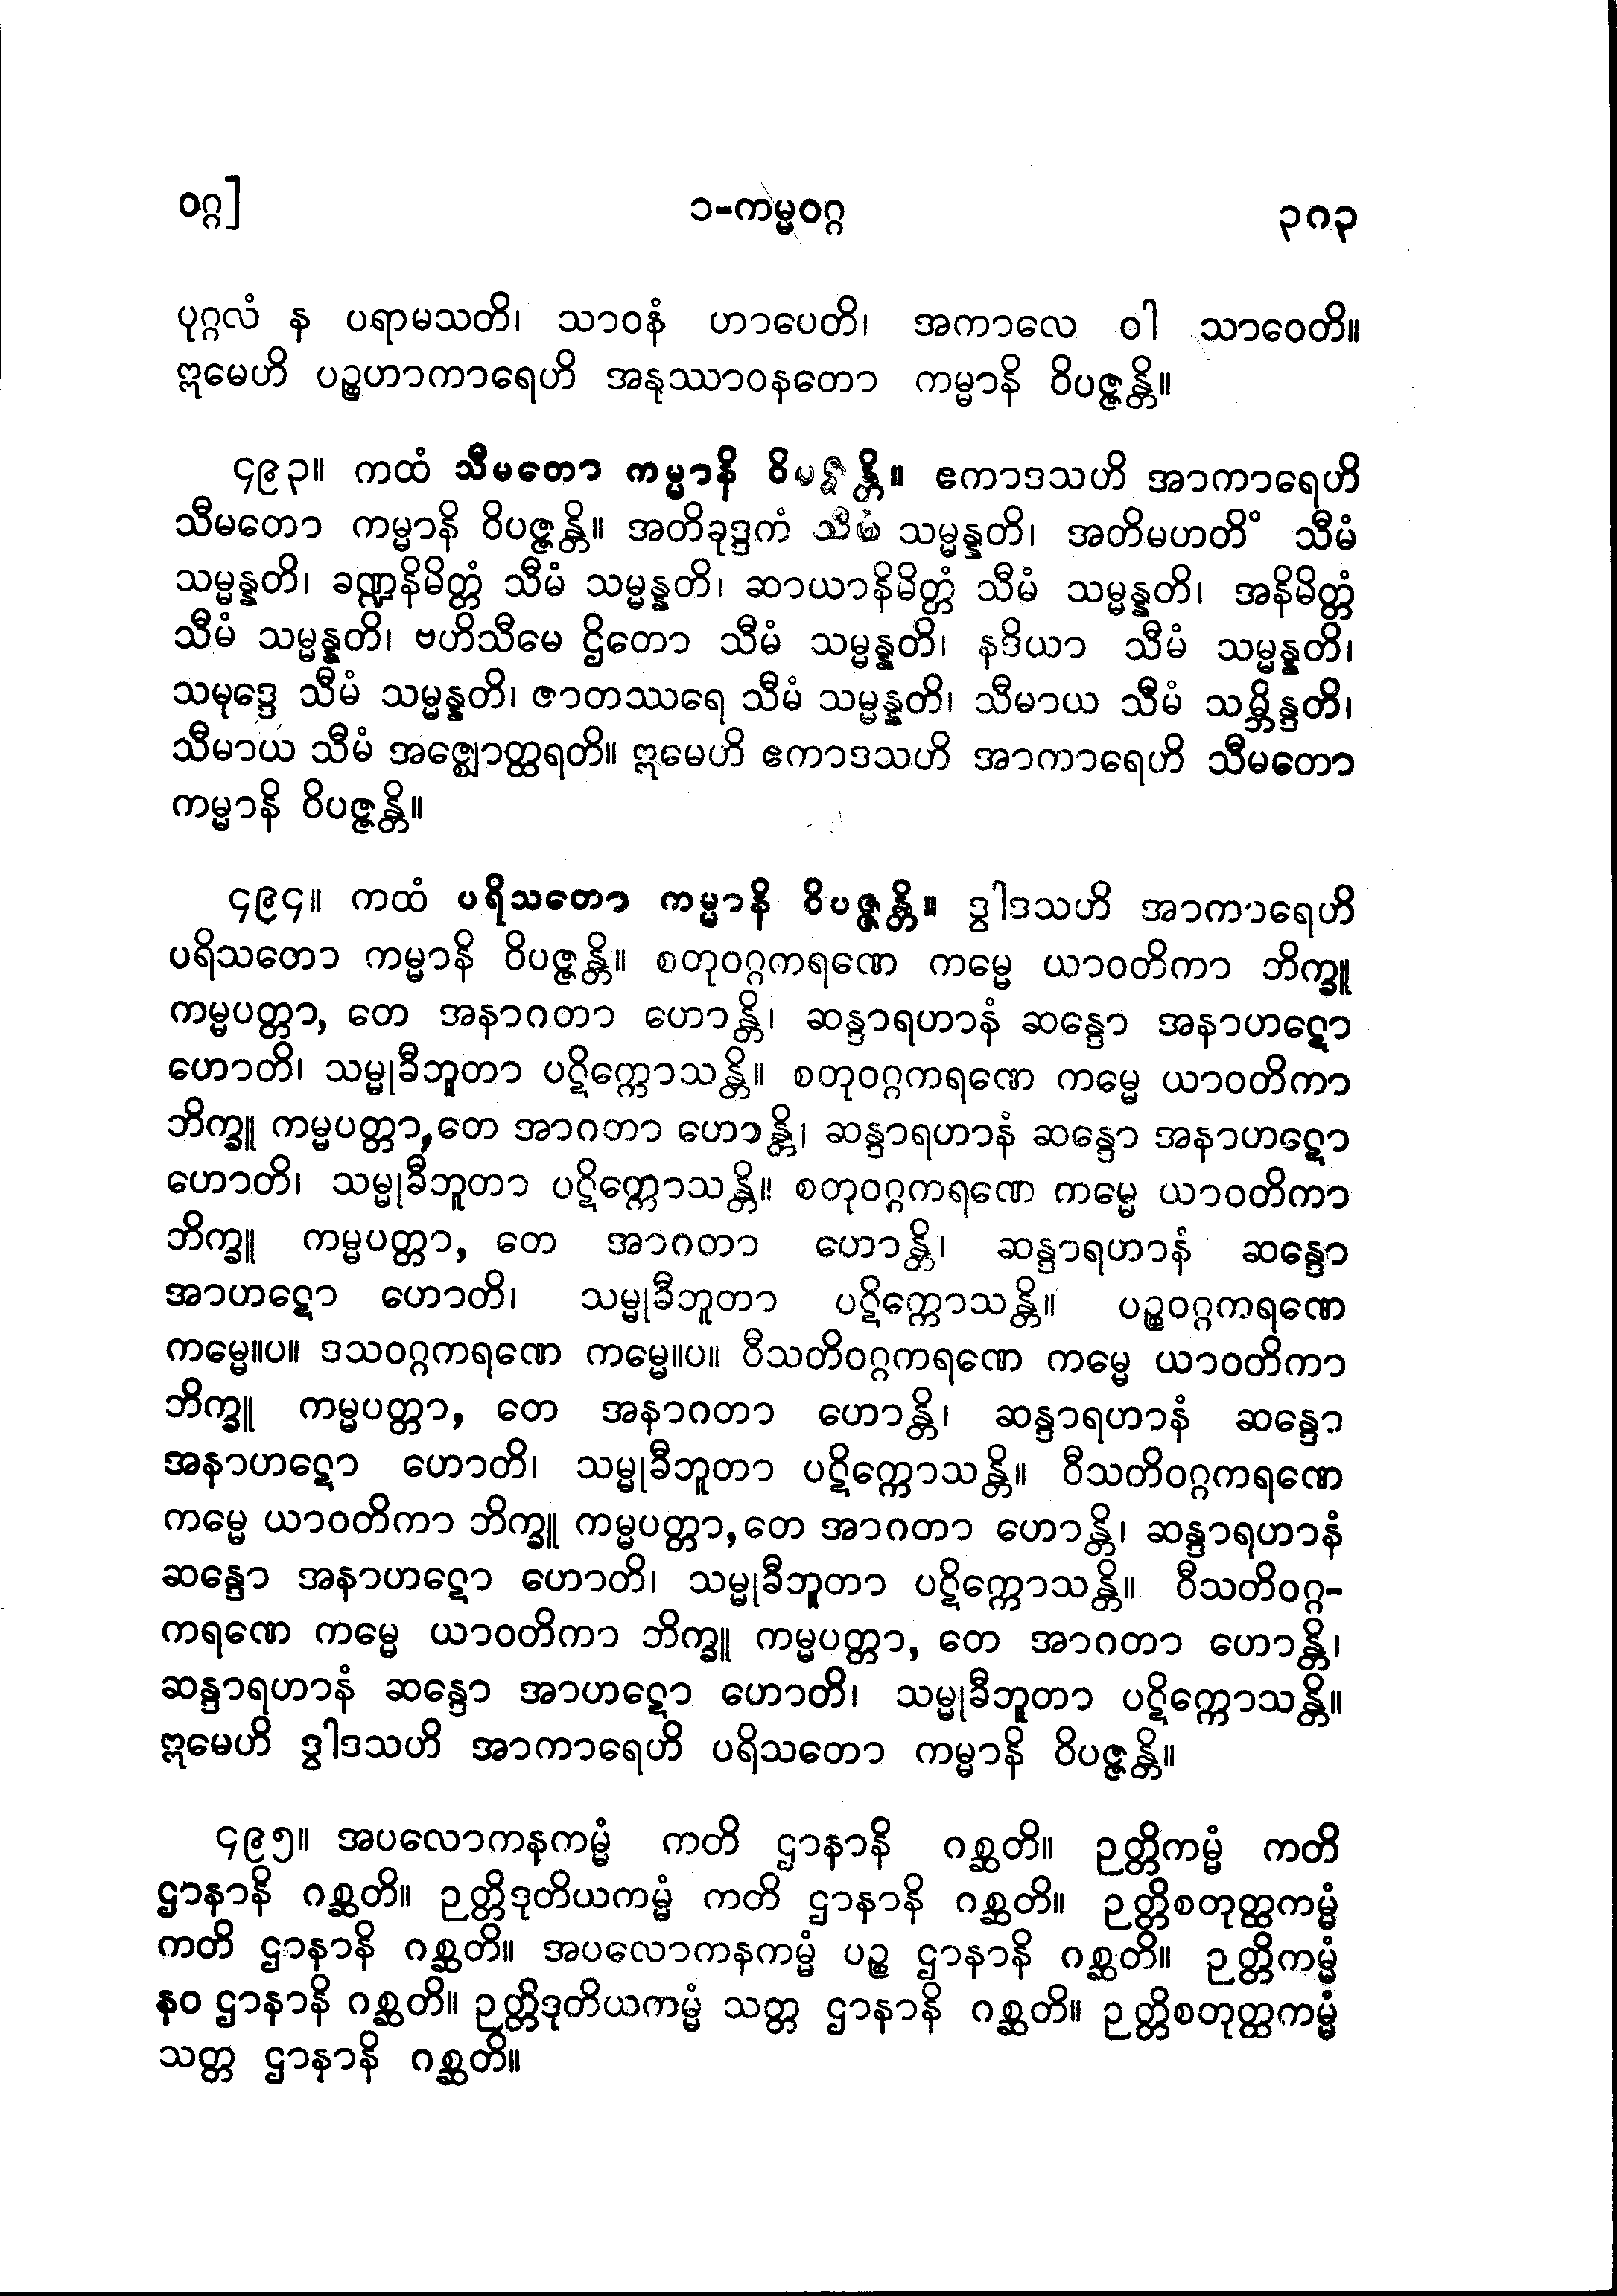 ဝဂ္ဂ] ၁-ကမ္မဝဂ္ဂ ၃၈၃
ပုဂ္ဂလံ န ပရာမသတိ၊ သာဝနံ ဟာပေတိ၊ အကာလေ ဝါ သာဝေတိ။
ဣမေဟိ ပဉ္စဟာကာရေဟိ အနုဿာဝနတော ကမ္မာနိ ဝိပဇ္ဇန္တိ။
၄၉၃။ ကထံ သီမတော ကမ္မာနိ ဝိပဇ္ဇန္တိ။ ဧကာဒသဟိ အာကာရေဟိ
သီမတော ကမ္မာနိ ဝိပဇ္ဇန္တိ။ အတိခုဒ္ဒကံ သီမံ သမ္မန္နတိ၊ အတိမဟတိံ သီမံ
သမ္မန္နတိ၊ ခဏ္ဍနိမိတ္တံ သီမံ သမ္မန္နတိ၊ ဆာယာနိမိတ္တံ သီမံ သမ္မန္နတိ၊ အနိမိတ္တံ
သီမံ သမ္မန္နတိ၊ ဗဟိသီမေ ဌိတော သီမံ သမ္မန္နတိ၊ နဒိယာ သီမံ သမ္မန္နတိ၊
သမုဒ္ဒေ သီမံ သမ္မန္နတိ၊ ဇာတဿရေ သီမံ သမ္မန္နတိ၊ သီမာယ သီမံ သမ္ဘိန္ဒတိ၊
သီမာယ သီမံ အဇ္ဈောတ္ထရတိ။ ဣမေဟိ ဧကာဒသဟိ အာကာရေဟိ သီမတော
ကမ္မာနိ ဝိပဇ္ဇန္တိ။
၄၉၄။ ကထံ ပရိသတော ကမ္မာနိ ဝိပဇ္ဇန္တိ။ ဒွါဒသဟိ အာကာရေဟိ
ပရိသတော ကမ္မာနိ ဝိပဇ္ဇန္တိ။ စတုဝဂ္ဂကရဏေ ကမ္မေ ယာဝတိကာ ဘိက္ခူ
ကမ္မပတ္တာ, တေ အနာဂတာ ဟောန္တိ၊ ဆန္ဒာရဟာနံ ဆန္ဒော အနာဟဋော
ဟောတိ၊ သမ္မုခီဘူတာ ပဋိက္ကောသန္တိ။ စတုဝဂ္ဂကရဏေ ကမ္မေ ယာဝတိကာ
ဘိက္ခူ ကမ္မပတ္တာ, တေ အာဂတာ ဟောန္တိ၊ ဆန္ဒာရဟာနံ ဆန္ဒော အနာဟဋော
ဟောတိ၊ သမ္မုခီဘူတာ ပဋိက္ကောသန္တိ။ စတုဝဂ္ဂကရဏေ ကမ္မေ ယာဝတိကာ
ဘိက္ခူ ကမ္မပတ္တာ, တေ အာဂတာ ဟောန္တိ၊ ဆန္ဒာရဟာနံ ဆန္ဒော
အာဟဋော ဟောတိ၊ သမ္မုခီဘူတာ ပဋိက္ကောသန္တိ။ ပဉ္စဝဂ္ဂကရဏေ
ကမ္မေ။ပ။ ဒသဝဂ္ဂကရဏေ ကမ္မေ။ပ။ ဝီသတိဝဂ္ဂကရဏေ ကမ္မေ ယာဝတိကာ
ဘိက္ခူ ကမ္မပတ္တာ, တေ အနာဂတာ ဟောန္တိ၊ ဆန္ဒာရဟာနံ ဆန္ဒော
အနာဟဋော ဟောတိ၊ သမ္မုခီဘူတာ ပဋိက္ကောသန္တိ။ ဝီသတိဝဂ္ဂကရဏေ
ကမ္မေ ယာဝတိကာ ဘိက္ခူ ကမ္မပတ္တာ, တေ အာဂတာ ဟောန္တိ၊ ဆန္ဒာရဟာနံ
ဆန္ဒော အနာဟဋော ဟောတိ၊ သမ္မုခီဘူတာ ပဋိက္ကောသန္တိ။ ဝီသတိဝဂ္ဂ-
ကရဏေ ကမ္မေ ယာဝတိကာ ဘိက္ခူ ကမ္မပတ္တာ, တေ အာဂတာ ဟောန္တိ၊
ဆန္ဒာရဟာနံ ဆန္ဒော အာဟဋော ဟောတိ၊ သမ္မုခီဘူတာ ပဋိက္ကောသန္တိ။
ဣမေဟိ ဒွါဒသဟိ အာကာရေဟိ ပရိသတော ကမ္မာနိ ဝိပဇ္ဇန္တိ။
၄၉၅။ အပလောကနကမ္မံ ကတိ ဌာနာနိ ဂစ္ဆတိ။ ဉတ္တိကမ္မံ ကတိ
ဌာနာနိ ဂစ္ဆတိ။ ဉတ္တိဒုတိယကမ္မံ ကတိ ဌာနာနိ ဂစ္ဆတိ။ ဉတ္တိစတုတ္ထကမ္မံ
ကတိ ဌာနာနိ ဂစ္ဆတိ။ အပလောကနကမ္မံ ပဉ္စ ဌာနာနိ ဂစ္ဆတိ။ ဉတ္တိကမ္မံ
နဝ ဌာနာနိ ဂစ္ဆတိ။ ဉတ္တိဒုတိယကမ္မံ သတ္တ ဌာနာနိ ဂစ္ဆတိ။ ဉတ္တိစတုတ္ထကမ္မံ
သတ္တ ဌာနာနိ ဂစ္ဆတိ။